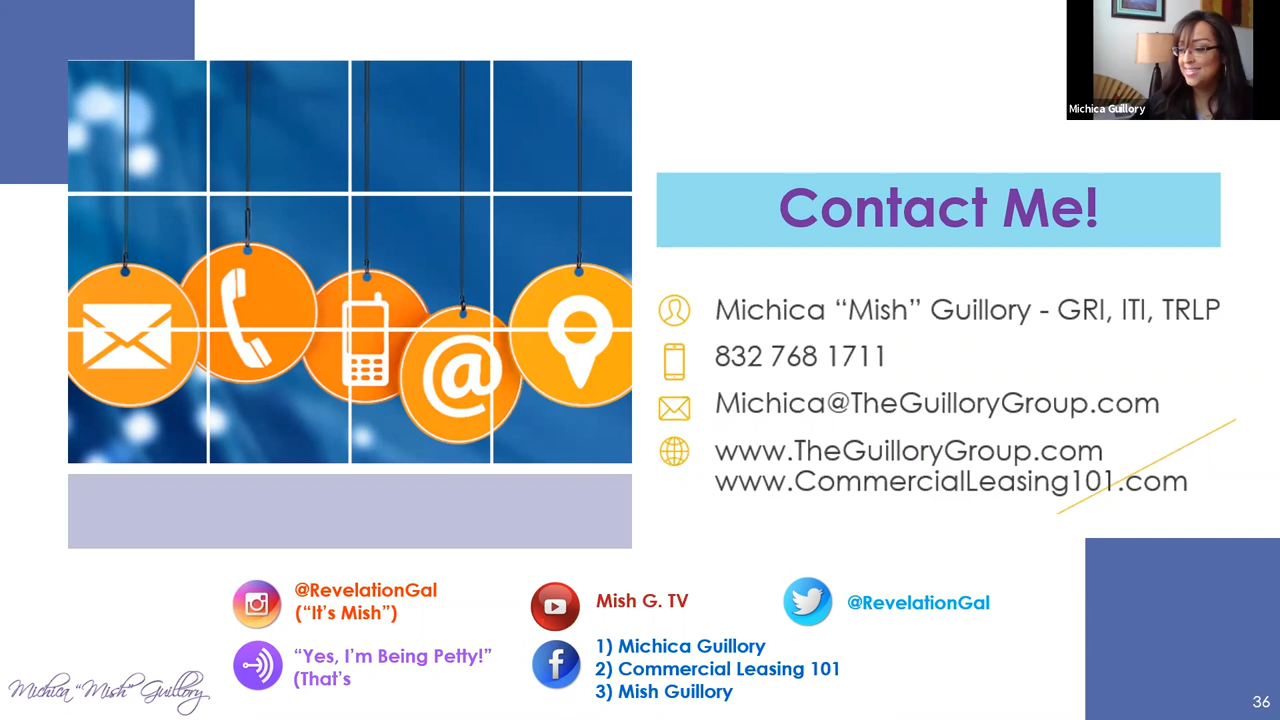 Michica Guillory
Contact Me!
Michica “Mish” Guillory - GRI, ITI, TRLP
832 768 1711
@
Michica@TheGuilloryGroup.com
www.TheGuilloryGroup.com
www.CommercialLeasing101.com
@RevelationGal
(“It’s Mish”)
Mish G. TV
@RevelationGal
“Yes, I’m Being Petty!”
(That’s
1) Michica Guillory
2) Commercial Leasing 101
3) Mish Guillory
Michica “Mish” Guillory
36